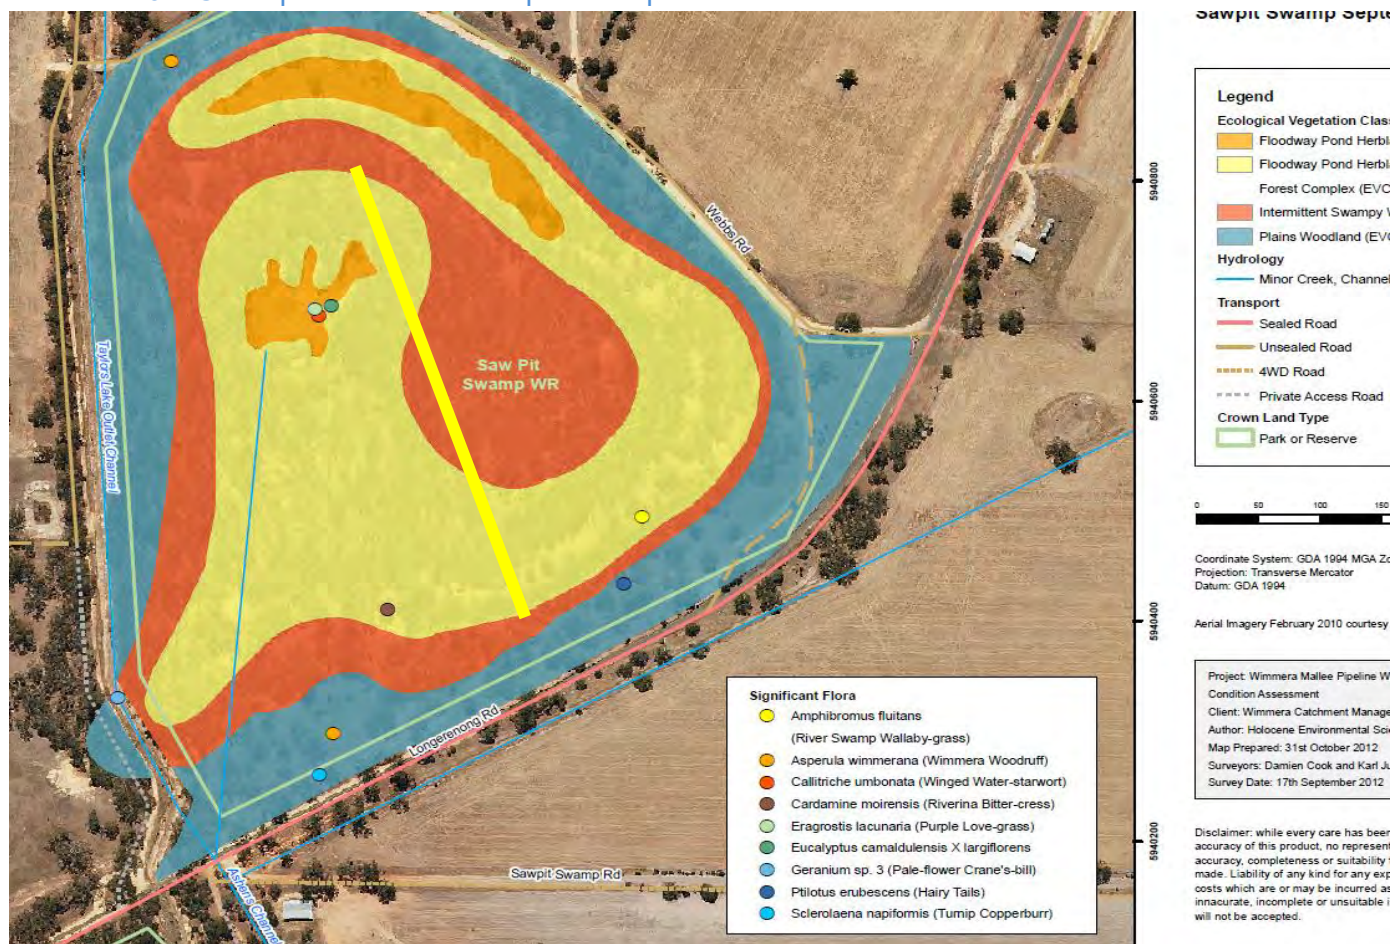 Sawpit Swamp Septe
Legend
Ecological Vegetation Clas
Floodway Pond Herbl
Floodway Pond Herbl
Forest Complex (EVC
Intermittent Swampy W
Plains Woodland (EVC
Hydrology
Minor Creek, Channel
Transport
Sealed Road
Unsealed Road
4WD Road
Private Access Road
Crown Land Type
Park or Reserve
0 50 100 150
Coordinate System: GDA 1994 MGA Zo
Projection: Transverse Mercator
Datum: GDA 1994
Aerial Imagery February 2010 courtesy
Project: Wimmera Mallee Pipeline W
Condition Assessment
Client: Wimmera Catchment Manage
Author: Holocene Environmental Scie
Map Prepared: 31st October 2012
Surveyors: Damien Cook and Karl Ju
Survey Date: 17th September 2012
Disclaimer: while every care has been
accuracy of this product, no represent
accuracy, completeness or suitability f
made. Liability of any kind for any exp
costs which are or may be incurred as
innacurate, incomplete or unsuitable i
will not be accepted.
5940800
5940600
5940400
5940200
Webbs Rd
Taylors Lake Outlet Channel
Saw Pit
Swamp WR
Longerenong Rd
Sawpit Swamp Rd
Ashens Channel
Significant Flora
Amphibromus fluitans
(River Swamp Wallaby-grass)
Asperula wimmerana (Wimmera Woodruff)
Callitriche umbonata (Winged Water-starwort)
Cardamine moirensis (Riverina Bitter-cress)
Eragrostis lacunaria (Purple Love-grass)
Eucalyptus camaldulensis X largiflorens
Geranium sp. 3 (Pale-flower Crane's-bill)
Ptilotus erubescens (Hairy Tails)
Sclerolaena napiformis (Turnip Copperburr)